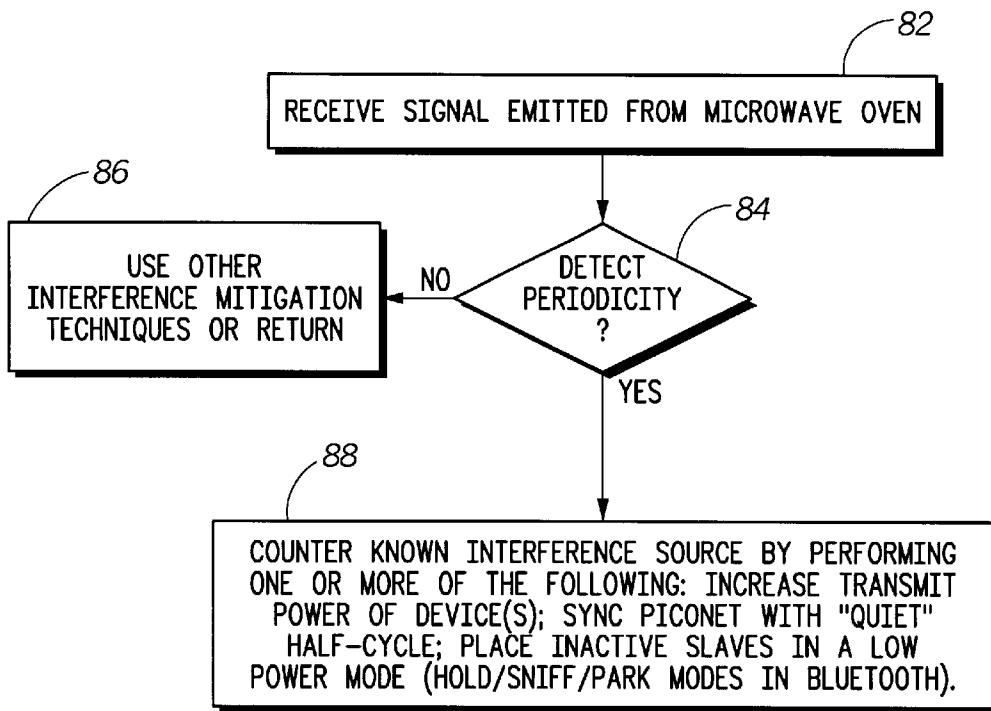 82
RECEIVE SIGNAL EMITTED FROM MICROWAVE OVEN
86
84
USE OTHER
INTERFERENCE MITIGATION
TECHNIQUES OR RETURN
NO
DETECT
PERIODICITY
?
YES
88
COUNTER KNOWN INTERFERENCE SOURCE BY PERFORMING
ONE OR MORE OF THE FOLLOWING: INCREASE TRANSMIT
POWER OF DEVICE(S); SYNC PICONET WITH "QUIET"
HALF-CYCLE; PLACE INACTIVE SLAVES IN A LOW
POWER MODE (HOLD/SNIFF/PARK MODES IN BLUETOOTH).